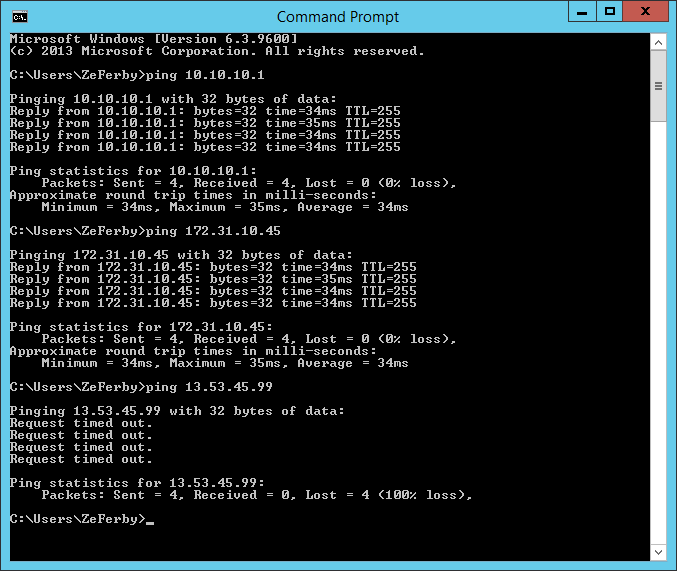 Command Prompt
Microsoft Windows [Version 6.3.9600]
(c) 2013 Microsoft Corporation. All rights reserved.
C:\Users\ZeFerby>ping 10.10.10.1
Pinging 10.10.10.1 with 32 bytes of data:
Reply from 10.10.10.1: bytes=32 time=34ms TTL=255
Reply from 10.10.10.1: bytes=32 time=35ms TTL=255
Reply from 10.10.10.1: bytes=32 time=34ms TTL=255
Reply from 10.10.10.1: bytes=32 time=34ms TTL=255
Ping statistics for 10.10.10.1:
    Packets: Sent = 4, Received = 4, Lost = 0 (0% loss),
Approximate round trip times in milli-seconds:
    Minimum = 34ms, Maximum = 35ms, Average = 34ms
C:\Users\ZeFerby>ping 172.31.10.45
Pinging 172.31.10.45 with 32 bytes of data:
Reply from 172.31.10.45: bytes=32 time=34ms TTL=255
Reply from 172.31.10.45: bytes=32 time=35ms TTL=255
Reply from 172.31.10.45: bytes=32 time=34ms TTL=255
Reply from 172.31.10.45: bytes=32 time=34ms TTL=255
Ping statistics for 172.31.10.45:
    Packets: Sent = 4, Received = 4, Lost = 0 (0% loss),
Approximate round trip times in milli-seconds:
    Minimum = 34ms, Maximum = 35ms, Average = 34ms
C:\Users\ZeFerby>ping 13.53.45.99
Pinging 13.53.45.99 with 32 bytes of data:
Request timed out.
Request timed out.
Request timed out.
Request timed out.
Ping statistics for 13.53.45.99:
    Packets: Sent = 4, Received = 0, Lost = 4 (100% loss),
C:\Users\ZeFerby>_